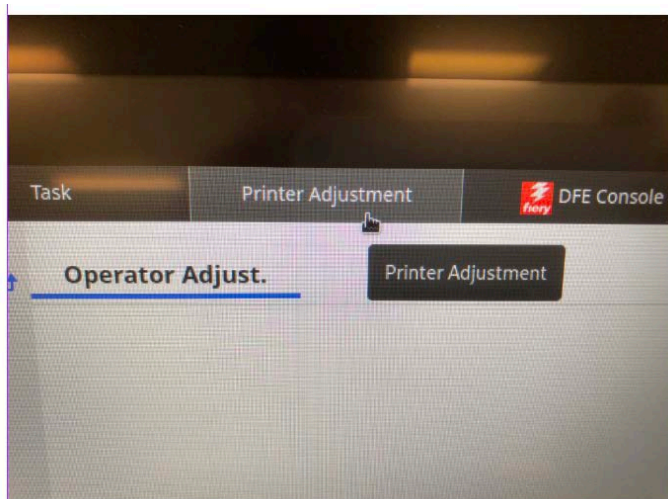 Task
Printer Adjustment
fiery
DFE Console
Operator Adjust.
Printer Adjustment